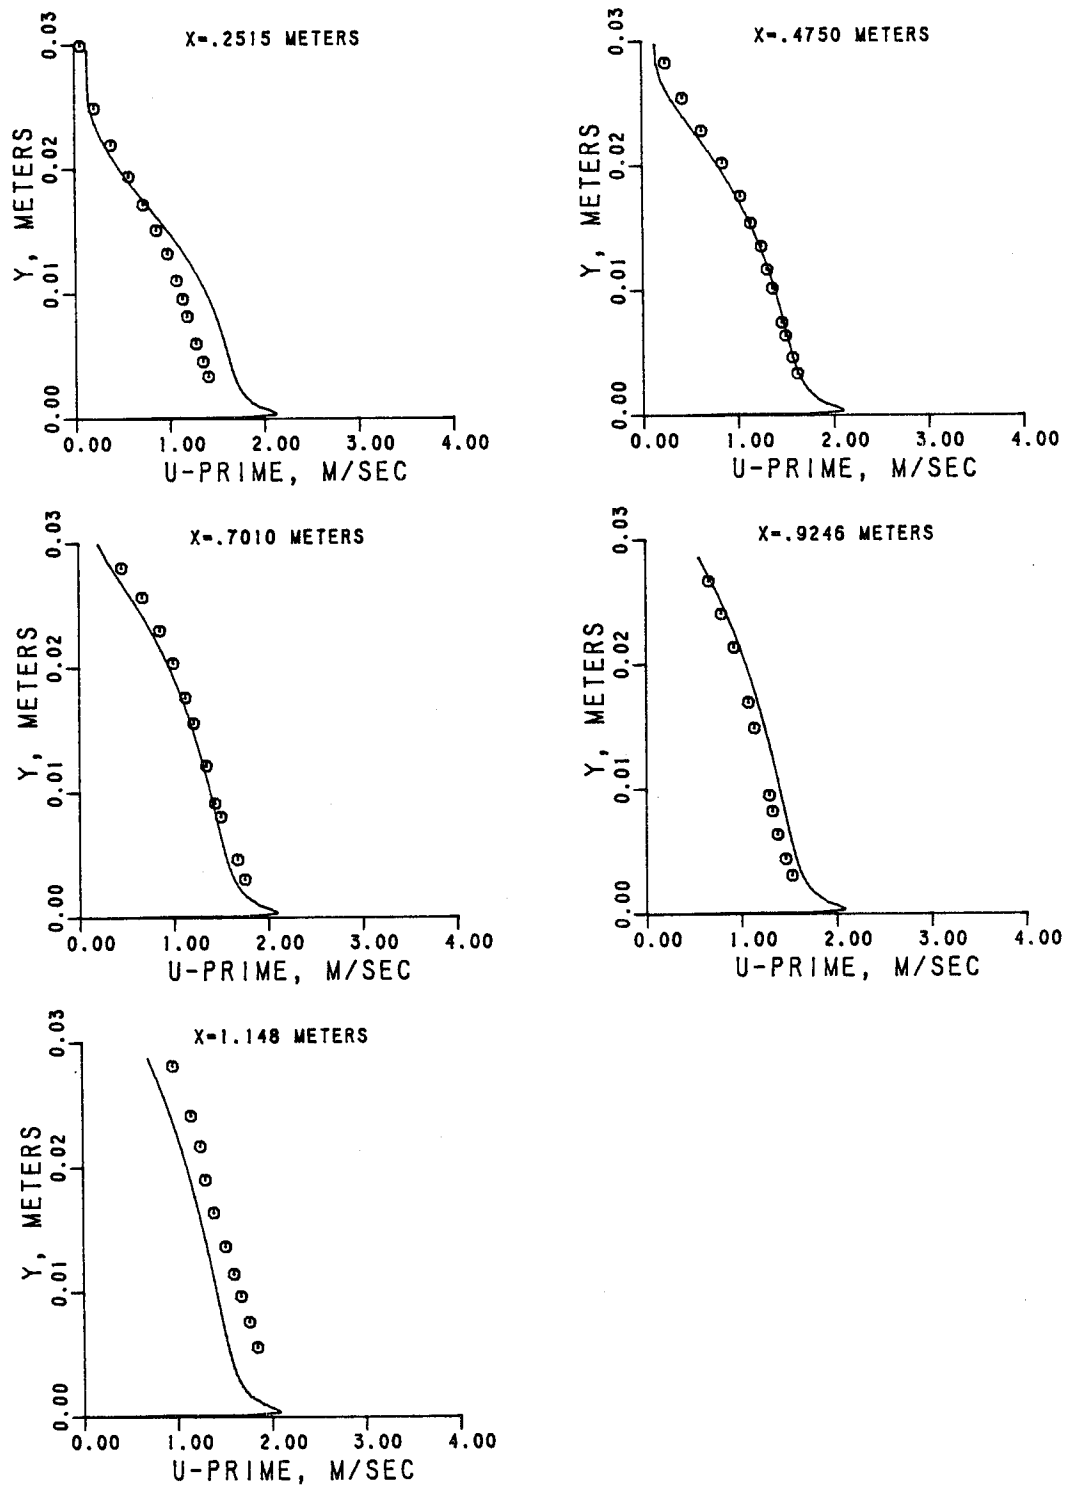 X=.2515 METERS
Y, METERS
0.03
0.02
0.01
0.00
0.00 1.00 2.00 3.00 4.00
U-PRIME, M/SEC
X=.4750 METERS
Y, METERS
0.03
0.02
0.01
0.00
0.00 1.00 2.00 3.00 4.00
U-PRIME, M/SEC
X=.7010 METERS
Y, METERS
0.03
0.02
0.01
0.00
0.00 1.00 2.00 3.00 4.00
U-PRIME, M/SEC
X=.9246 METERS
Y, METERS
0.03
0.02
0.01
0.00
0.00 1.00 2.00 3.00 4.00
U-PRIME, M/SEC
X=1.148 METERS
Y, METERS
0.03
0.02
0.01
0.00
0.00 1.00 2.00 3.00 4.00
U-PRIME, M/SEC